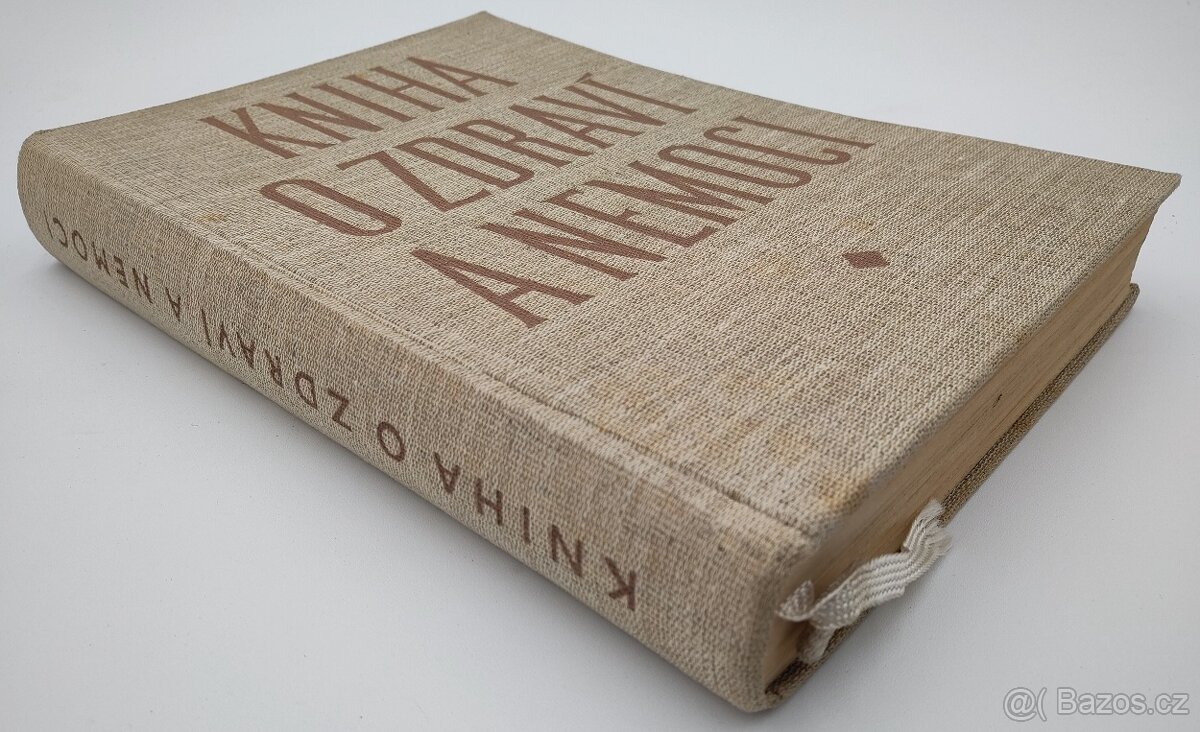 KNIHA
O ZDRAVÍ
A NEMOCI
KNIHA O ZDRAVÍ A NEMOCI
@( Bazos.cz